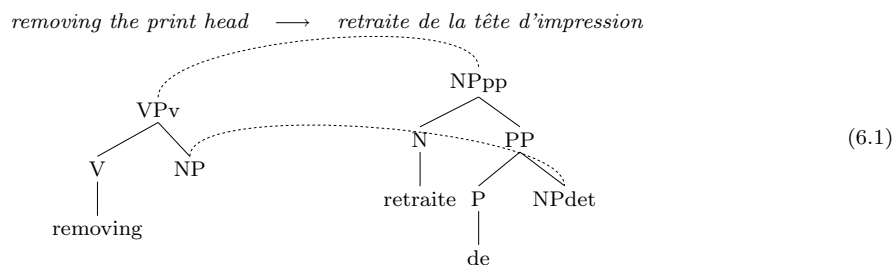 removing the print head ⟶ retraite de la tête d'impression
NPpp
VPv
N PP (6.1)
V NP
retraite P NPdet
removing
de